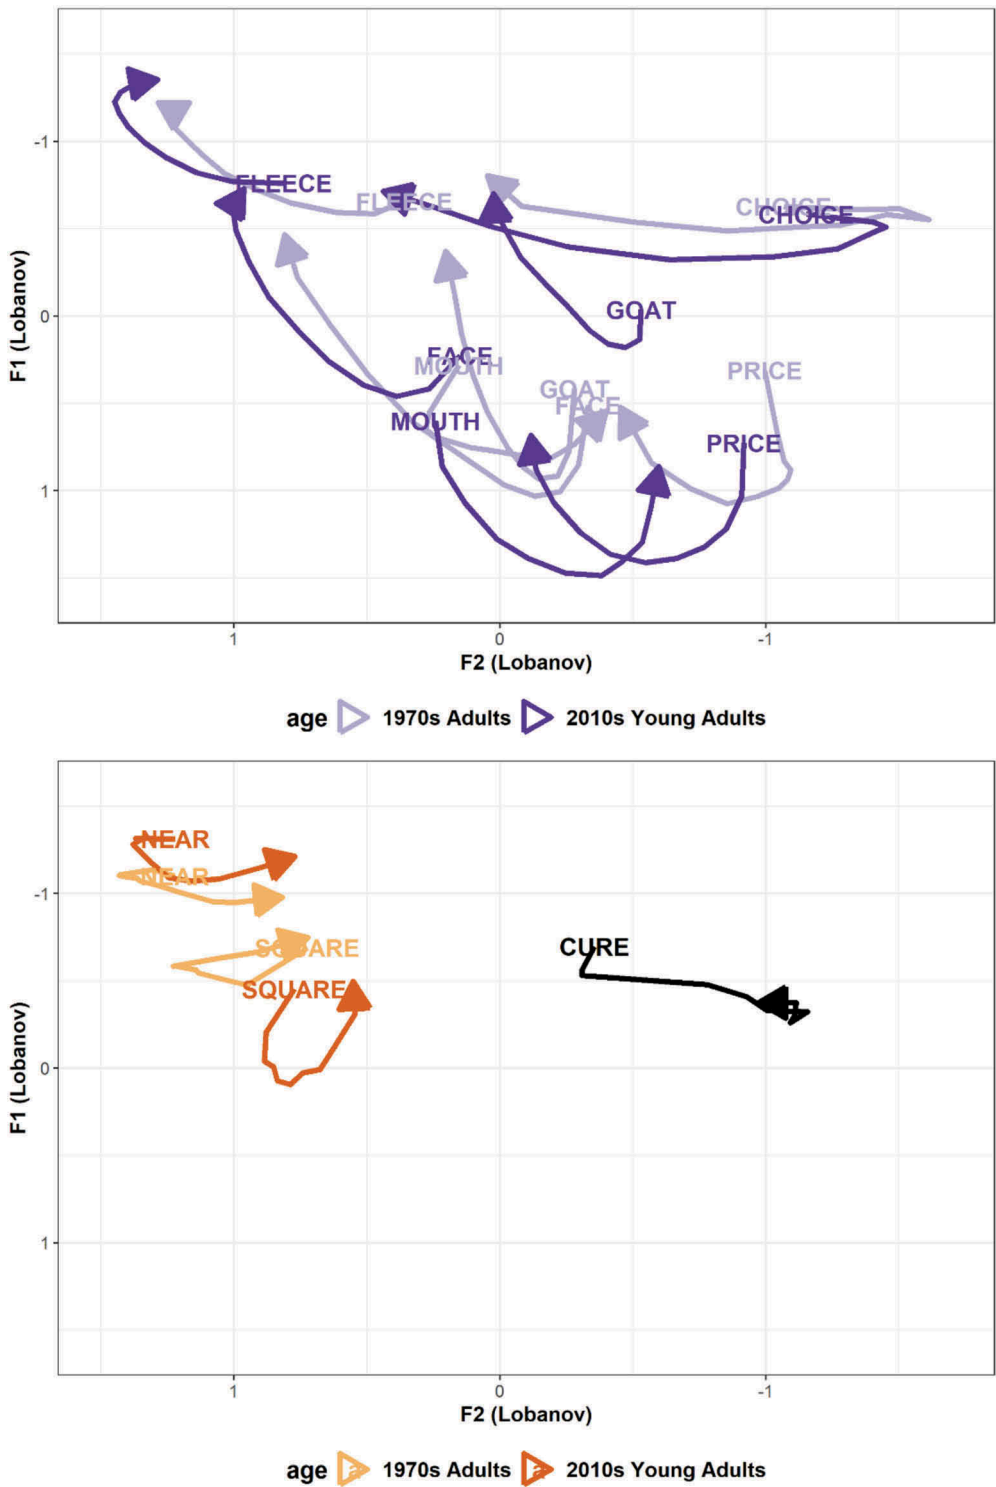 -1
FLEECE
FLEECE
CHOICE
CHOICE
0
GOAT
FACE
MOUTH
PRICE
GOAT
FACE
MOUTH
PRICE
1
F1 (Lobanov)
1 0 -1
F2 (Lobanov)
age 1970s Adults 2010s Young Adults
NEAR
NEAR
-1
SQUARE
CURE
SQUARE
0
1
F1 (Lobanov)
1 0 -1
F2 (Lobanov)
age a 1970s Adults a 2010s Young Adults